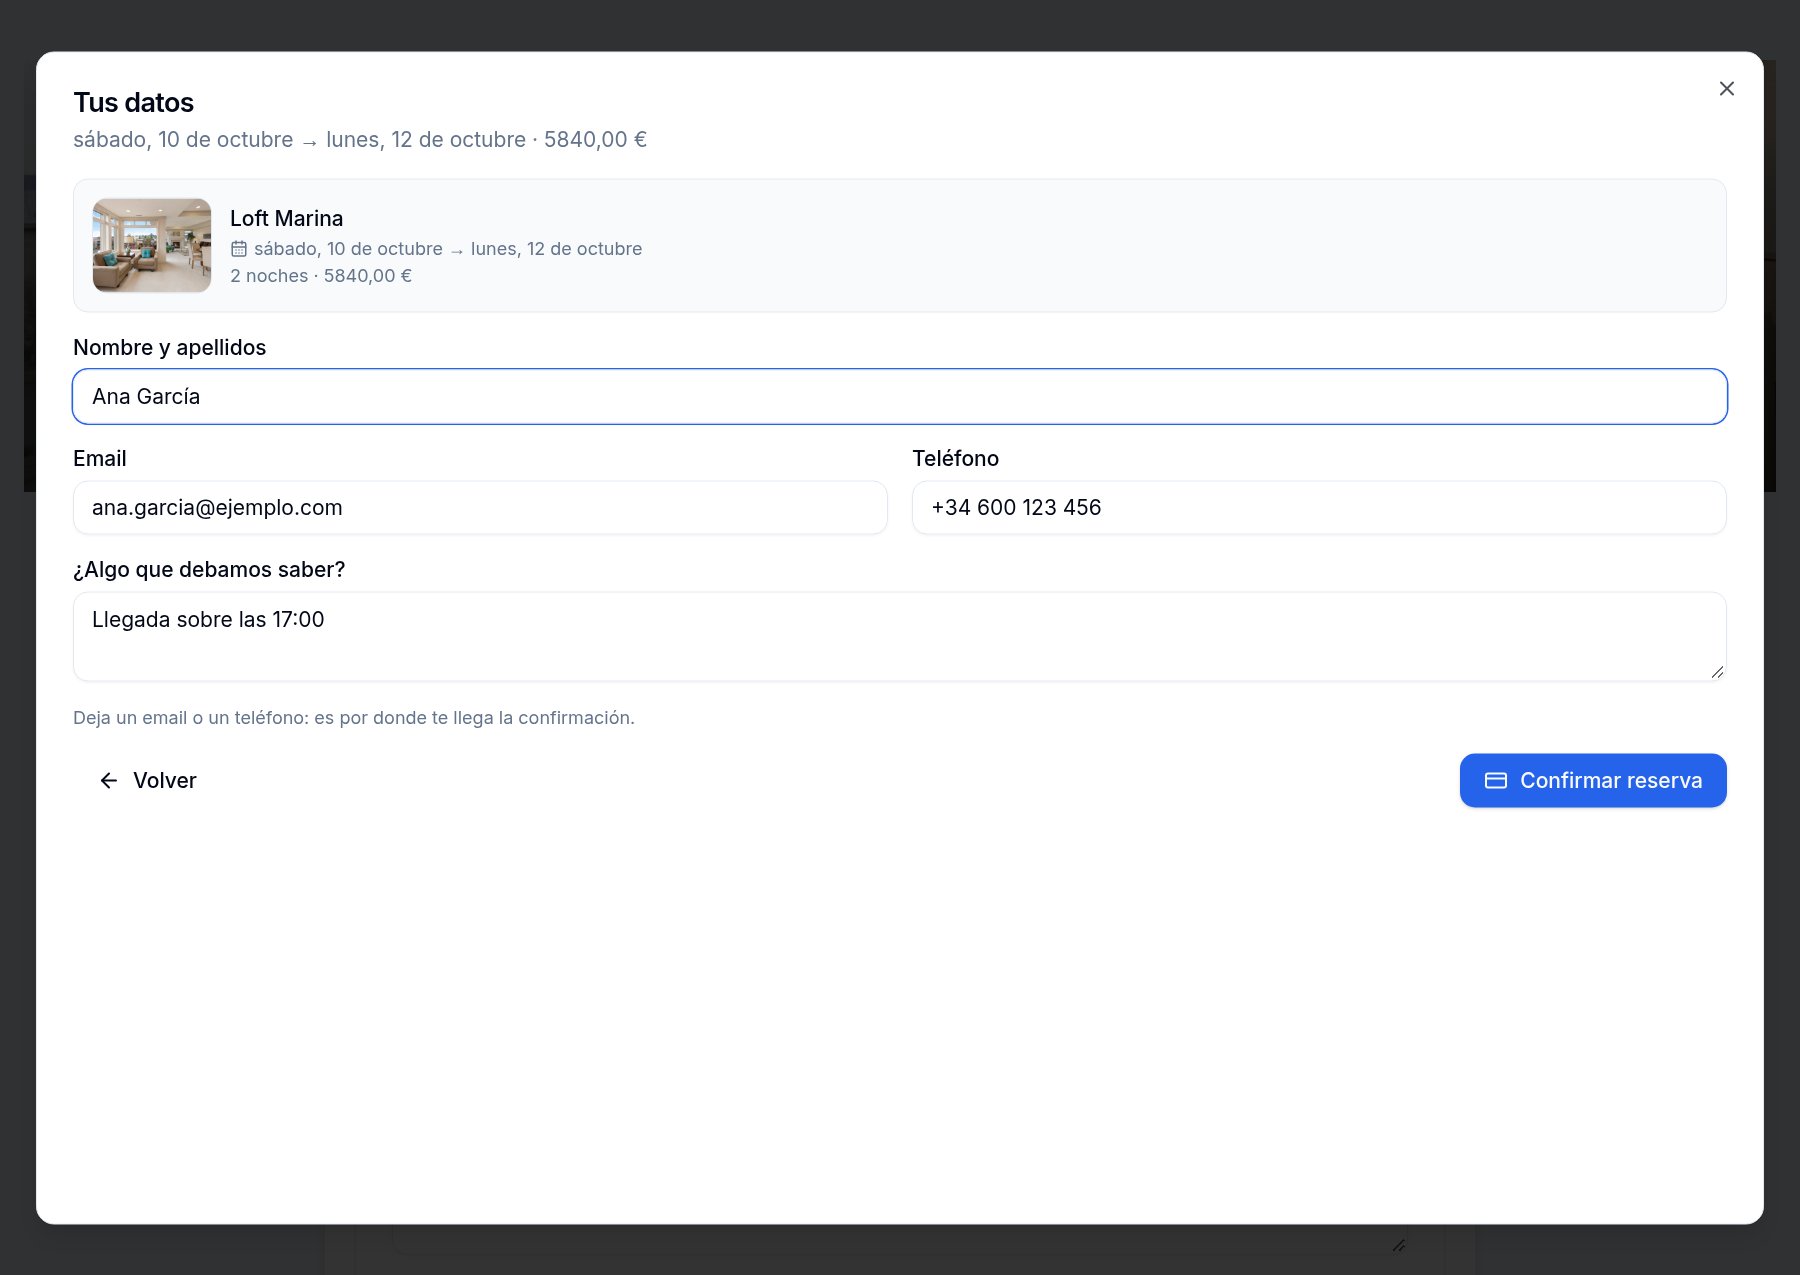 Tus datos
sábado, 10 de octubre → lunes, 12 de octubre · 5840,00 €
Loft Marina
sábado, 10 de octubre → lunes, 12 de octubre
2 noches · 5840,00 €
Nombre y apellidos
Ana García
Email
Teléfono
ana.garcia@ejemplo.com
+34 600 123 456
¿Algo que debamos saber?
Llegada sobre las 17:00
Deja un email o un teléfono: es por donde te llega la confirmación.
Volver
Confirmar reserva